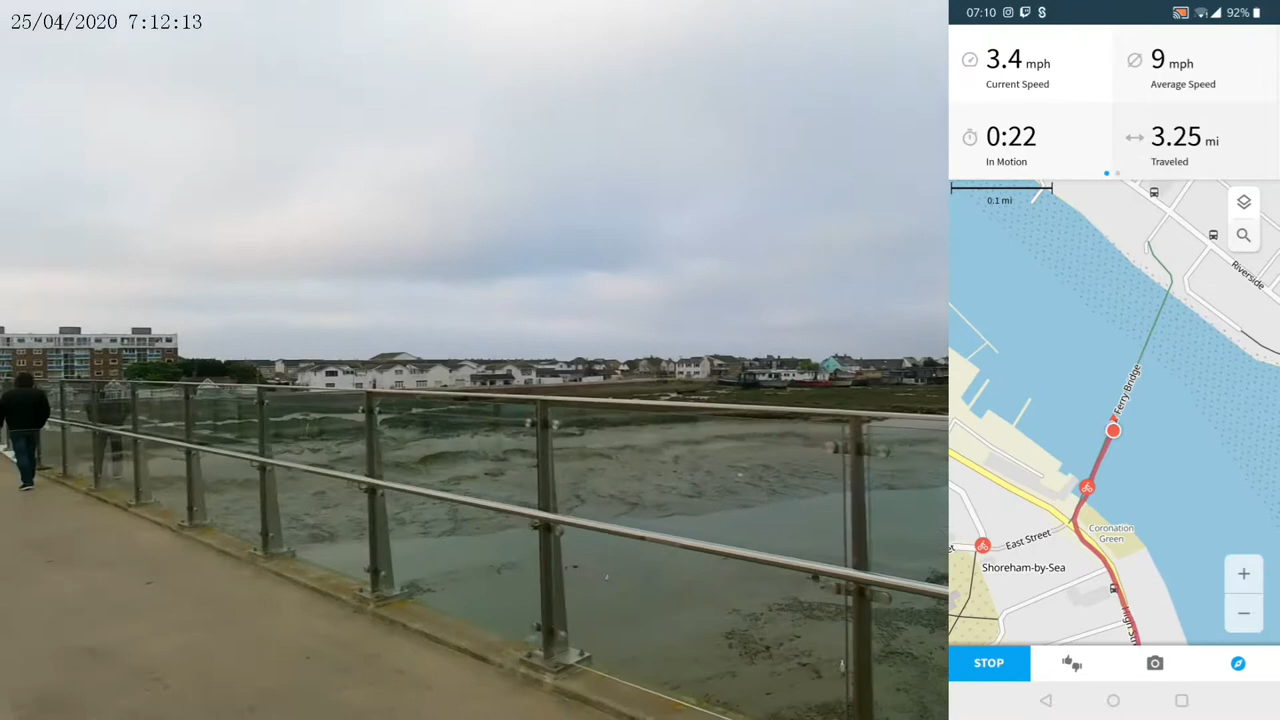 25/04/2020 7:12:13
07:10
92%
3.4 mph
Current Speed
9 mph
Average Speed
0:22
In Motion
3.25 mi
Traveled
0.1 mi
Riverside
Ferry Bridge
Coronation
Green
East Street
Shoreham-by-Sea
High Str
STOP